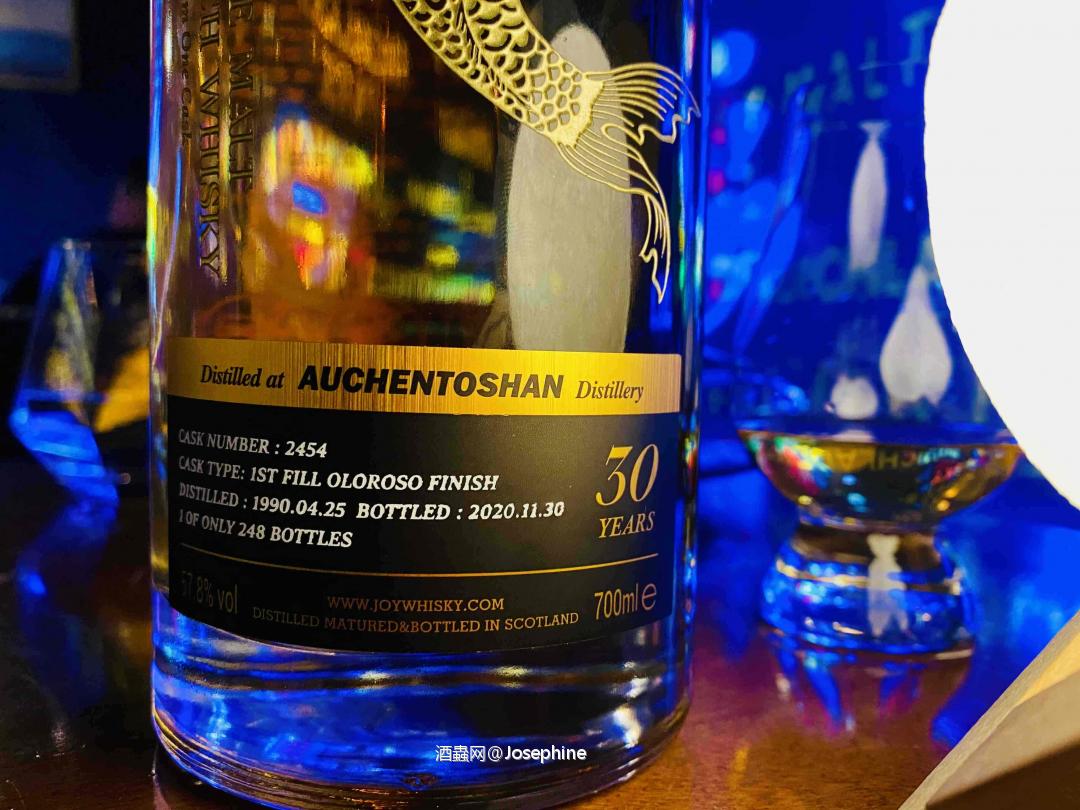 MALT
WHISKY
Distilled at AUCHENTOSHAN Distillery
CASK NUMBER : 2454
CASK TYPE: 1ST FILL OLOROSO FINISH
DISTILLED : 1990.04.25 BOTTLED : 2020.11.30
1 OF ONLY 248 BOTTLES
30
YEARS
57.8% vol
WWW.JOYWHISKY.COM
DISTILLED MATURED&BOTTLED IN SCOTLAND
700ml e
酒蟲网@Josephine